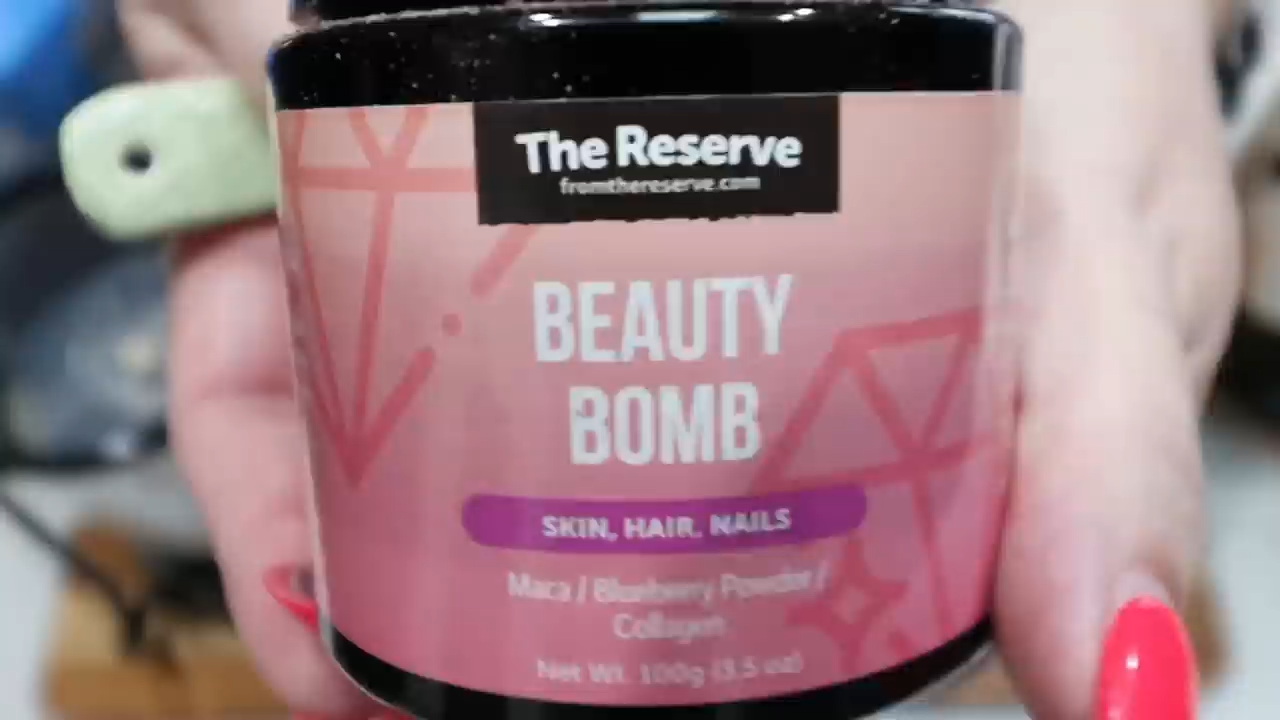 The Reserve
fromthereserve.com
BEAUTY
BOMB
SKIN, HAIR, NAILS
Maca / Blueberry Powder /
Collagen
Net Wt. 100g (3.5 oz)